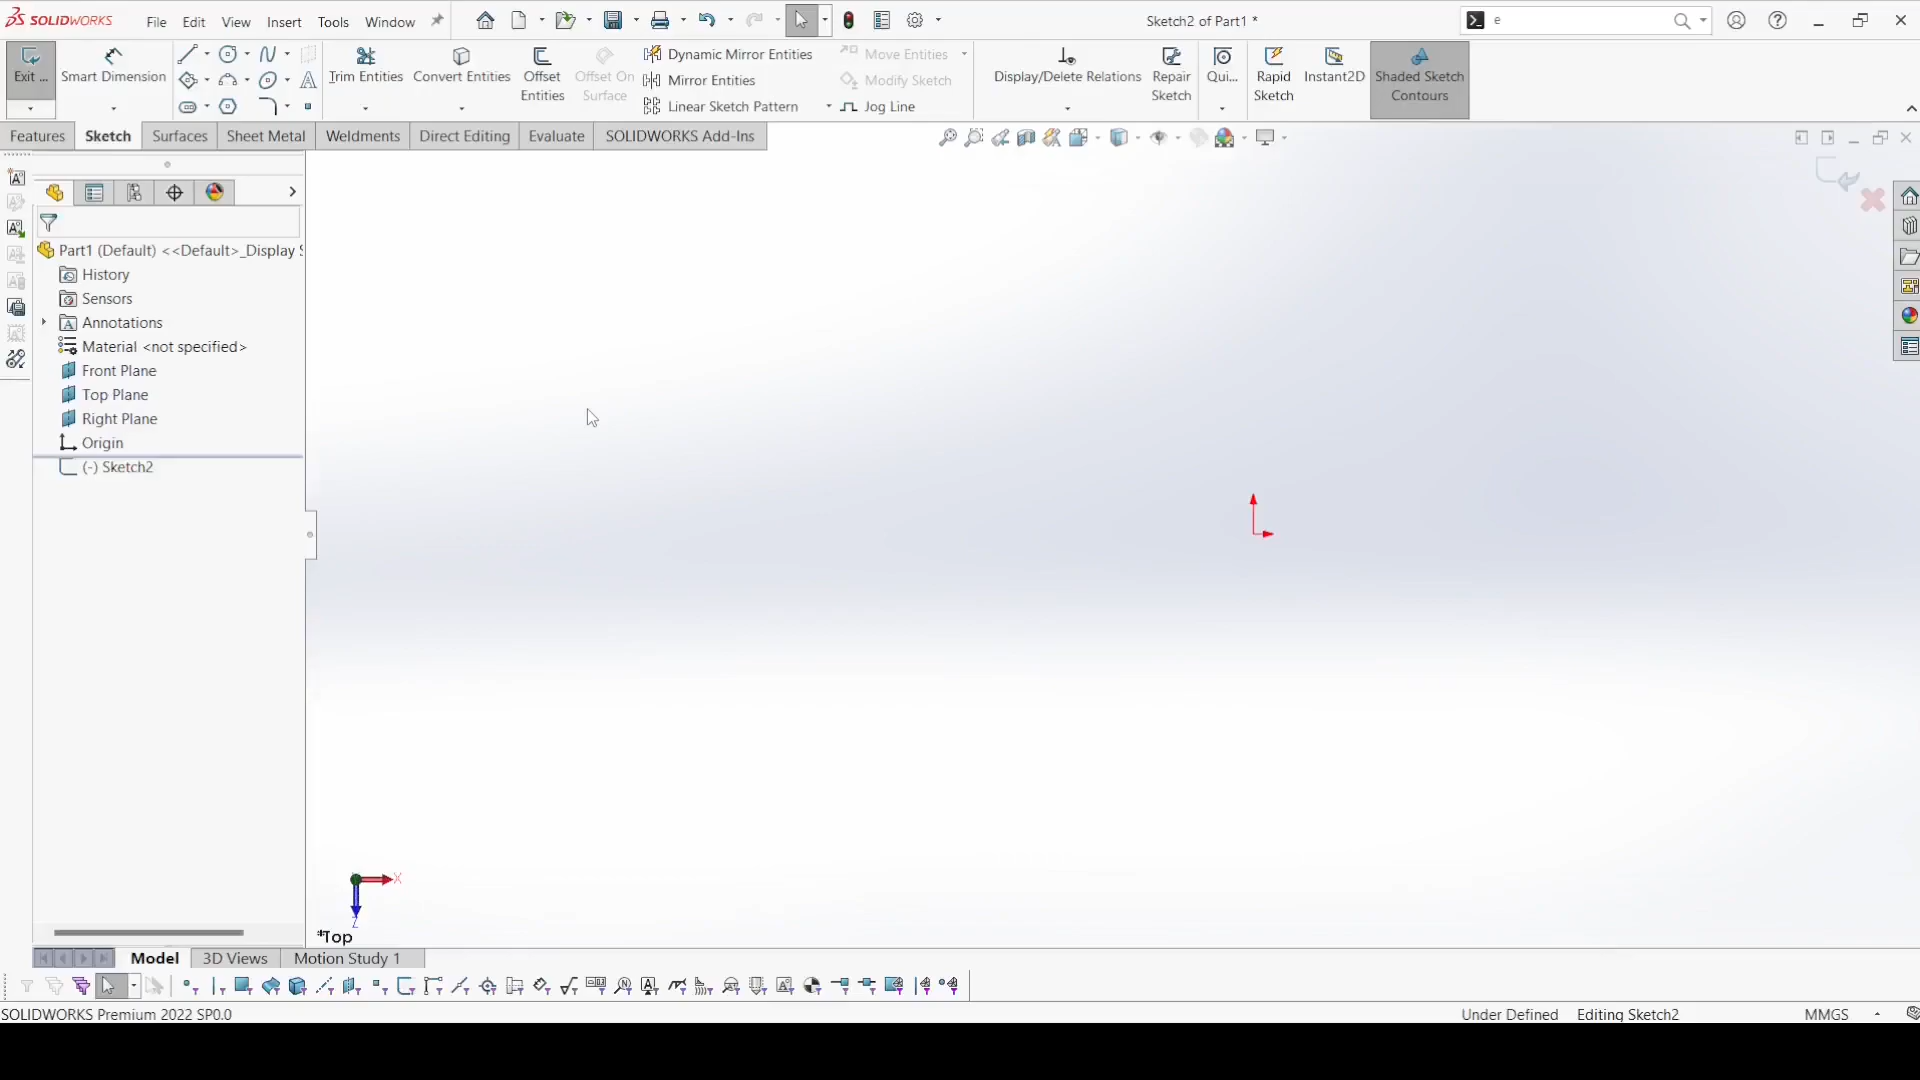 SOLIDWORKS File Edit View Insert Tools Window Sketch2 of Part1 * e
Exit ... Smart Dimension Trim Entities Convert Entities Offset Entities Offset On Surface Dynamic Mirror Entities Move Entities Display/Delete Relations Repair Sketch Qui... Rapid Sketch Instant2D Shaded Sketch Contours
Mirror Entities Modify Sketch
Linear Sketch Pattern Jog Line
Features Sketch Surfaces Sheet Metal Weldments Direct Editing Evaluate SOLIDWORKS Add-Ins
Part1 (Default) <<Default>_Display S
History
Sensors
Annotations
Material <not specified>
Front Plane
Top Plane
Right Plane
Origin
(-) Sketch2
X
Z
*Top
Model 3D Views Motion Study 1
SOLIDWORKS Premium 2022 SP0.0 Under Defined Editing Sketch2 MMGS